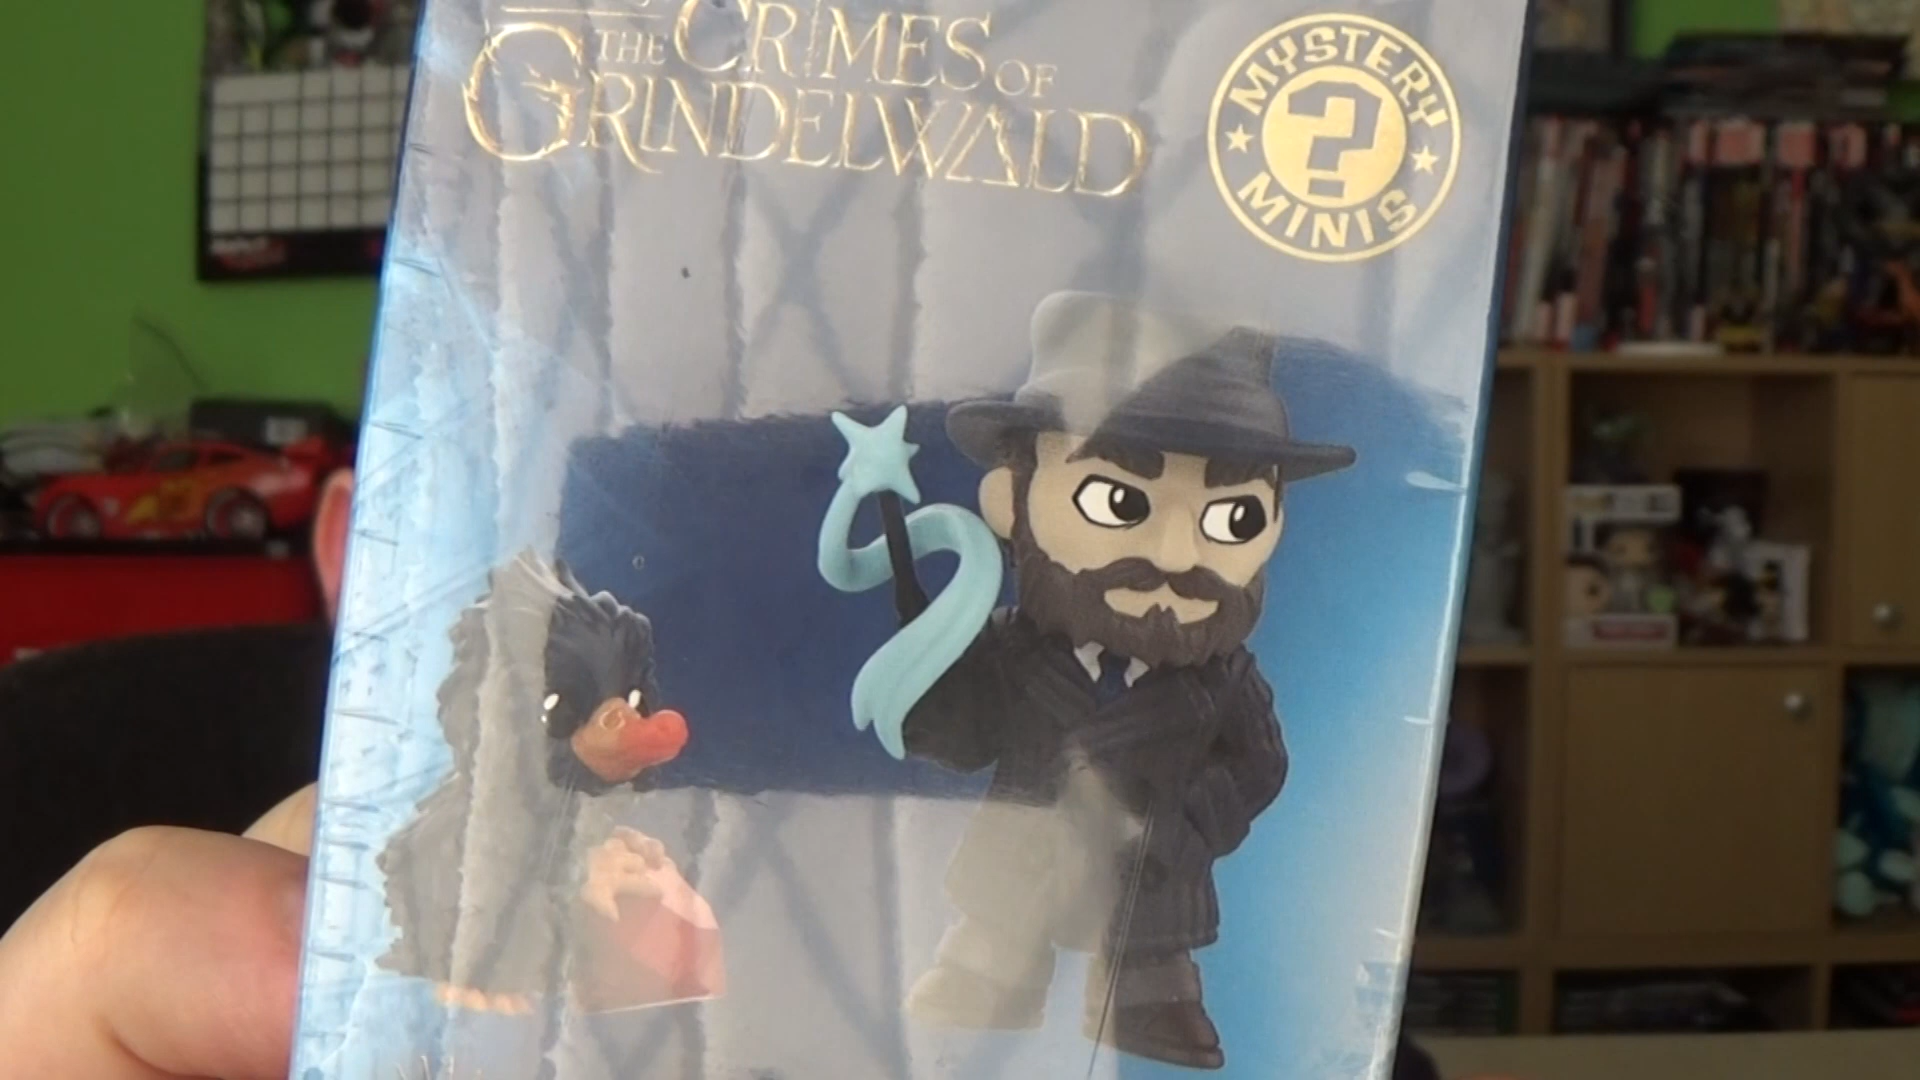 THE CRIMES OF
GRINDELWALD
MYSTERY
?
MINIS